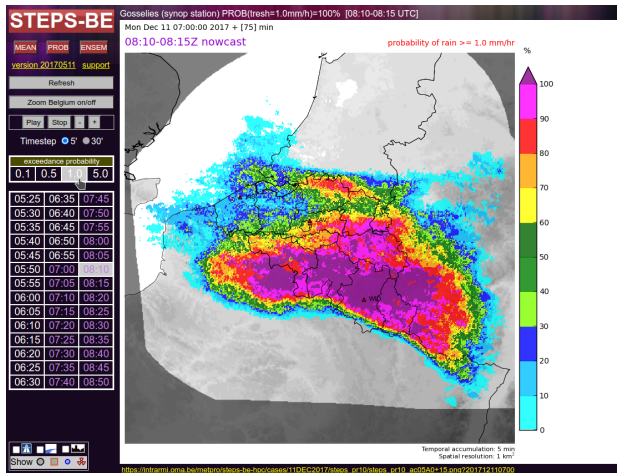 STEPS-BE
MEAN PROB ENSEM
version 20170511 support
Refresh
Zoom Belgium on/off
Play Stop - +
Timestep 5' 30'
exceedance probability
0.1 0.5 1.0 5.0
05:25 06:35 07:45
05:30 06:40 07:50
05:35 06:45 07:55
05:40 06:50 08:00
05:45 06:55 08:05
05:50 07:00 08:10
05:55 07:05 08:15
06:00 07:10 08:20
06:05 07:15 08:25
06:10 07:20 08:30
06:15 07:25 08:35
06:20 07:30 08:40
06:25 07:35 08:45
06:30 07:40 08:50
Show
Gosselies (synop station) PROB(tresh=1.0mm/h)=100% [08:10-08:15 UTC]
Mon Dec 11 07:00:00 2017 + [75] min
08:10-08:15Z nowcast
probability of rain >= 1.0 mm/hr
%
100
90
80
70
60
50
40
30
20
10
0
WID
Temporal accumulation: 5 min
Spatial resolution: 1 km²
https://intrarmi.oma.be/metpro/steps-be-hpc/cases/11DEC2017/steps_pr10/steps_pr10_ac05A0+15.png?201712110700